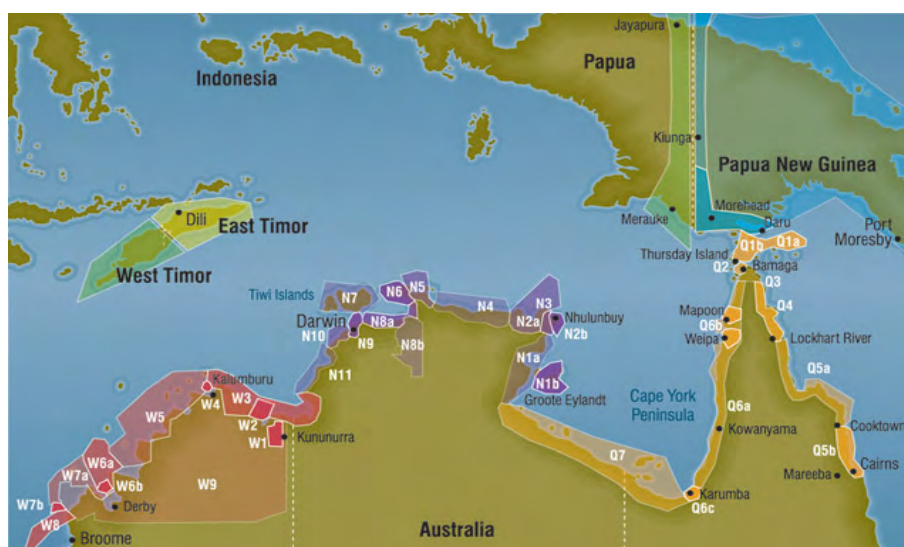 Jayapura
Indonesia
Papua
Kiunga
Papua New Guinea
Dili
East Timor
West Timor
Merauke
Morehead
Daru
Port
Moresby
Q1b
Q1a
Thursday Island
Q2
Bamaga
Q3
Tiwi Islands
N7
N6
N5
N4
N3
Q4
Darwin
N8a
N2a
Nhulunbuy
Mapoon
Q6b
N10
N9
N8b
N2b
Weipa
Lockhart River
N11
N1a
Kalumburu
N1b
Q5a
W5
W4
W3
Groote Eylandt
Cape York
Peninsula
Q6a
W2
W1
Kununurra
Kowanyama
Cooktown
W6a
Q7
Q5b
W7a
W6b
W9
Mareeba
Cairns
W7b
Derby
Karumba
Q6c
W8
Broome
Australia